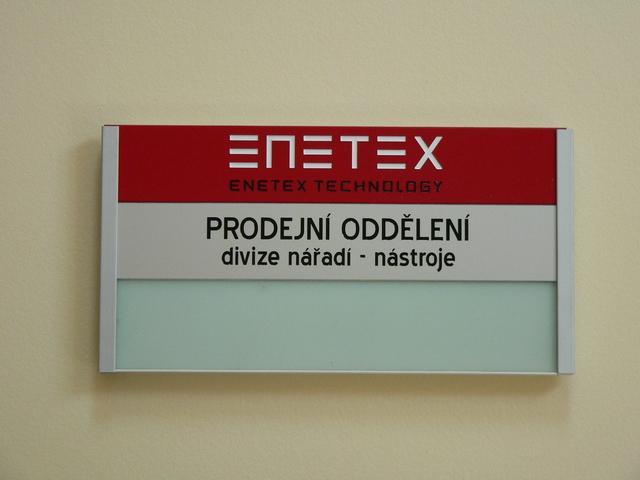 ENETEX
ENETEX TECHNOLOGY
PRODEJNÍ ODDĚLENÍ
divize nářadí - nástroje